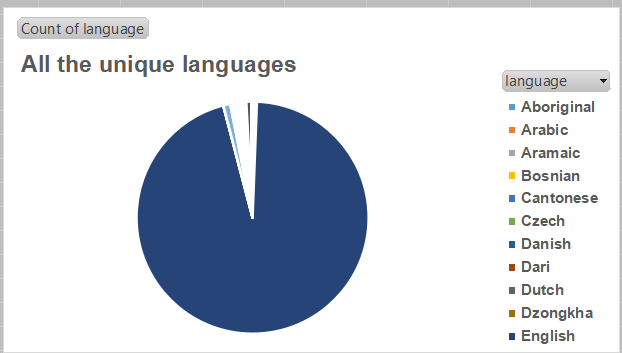 Count of language
All the unique languages
language
Aboriginal
Arabic
Aramaic
Bosnian
Cantonese
Czech
Danish
Dari
Dutch
Dzongkha
English